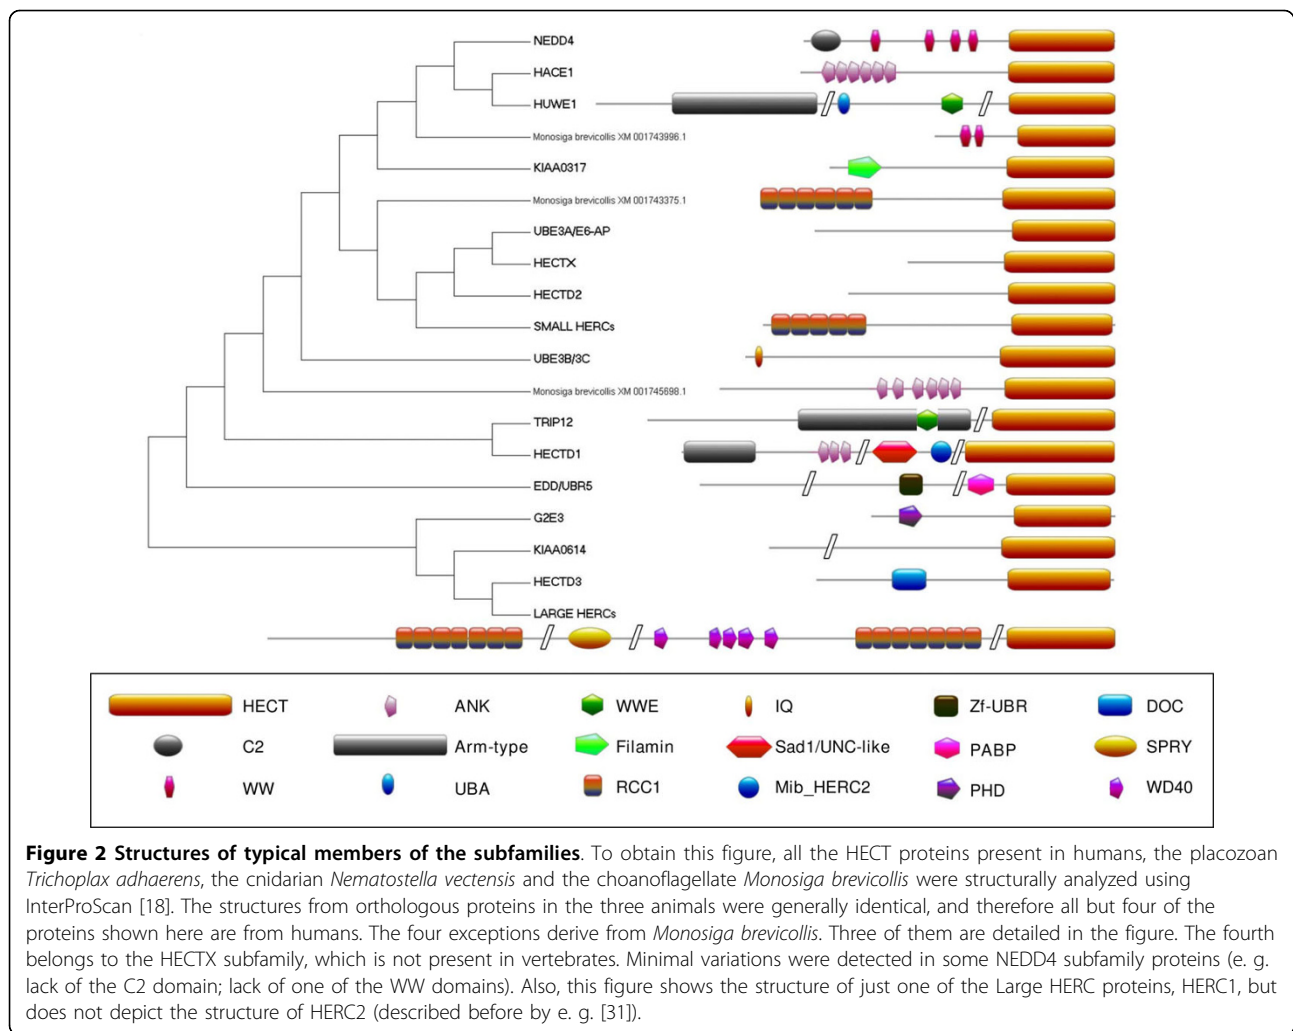 NEDD4
HACE1
HUWE1
Monosiga brevicollis XM 001743996.1
KIAA0317
Monosiga brevicollis XM 001743375.1
UBE3A/E6-AP
HECTX
HECTD2
SMALL HERCs
UBE3B/3C
Monosiga brevicollis XM 001745698.1
TRIP12
HECTD1
EDD/UBR5
G2E3
KIAA0614
HECTD3
LARGE HERCs
HECT ANK WWE IQ Zf-UBR DOC
C2 Arm-type Filamin Sad1/UNC-like PABP SPRY
WW UBA RCC1 Mib_HERC2 PHD WD40
Figure 2 Structures of typical members of the subfamilies. To obtain this figure, all the HECT proteins present in humans, the placozoan
Trichoplax adhaerens, the cnidarian Nematostella vectensis and the choanoflagellate Monosiga brevicollis were structurally analyzed using
InterProScan [18]. The structures from orthologous proteins in the three animals were generally identical, and therefore all but four of the
proteins shown here are from humans. The four exceptions derive from Monosiga brevicollis. Three of them are detailed in the figure. The fourth
belongs to the HECTX subfamily, which is not present in vertebrates. Minimal variations were detected in some NEDD4 subfamily proteins (e. g.
lack of the C2 domain; lack of one of the WW domains). Also, this figure shows the structure of just one of the Large HERC proteins, HERC1, but
does not depict the structure of HERC2 (described before by e. g. [31]).